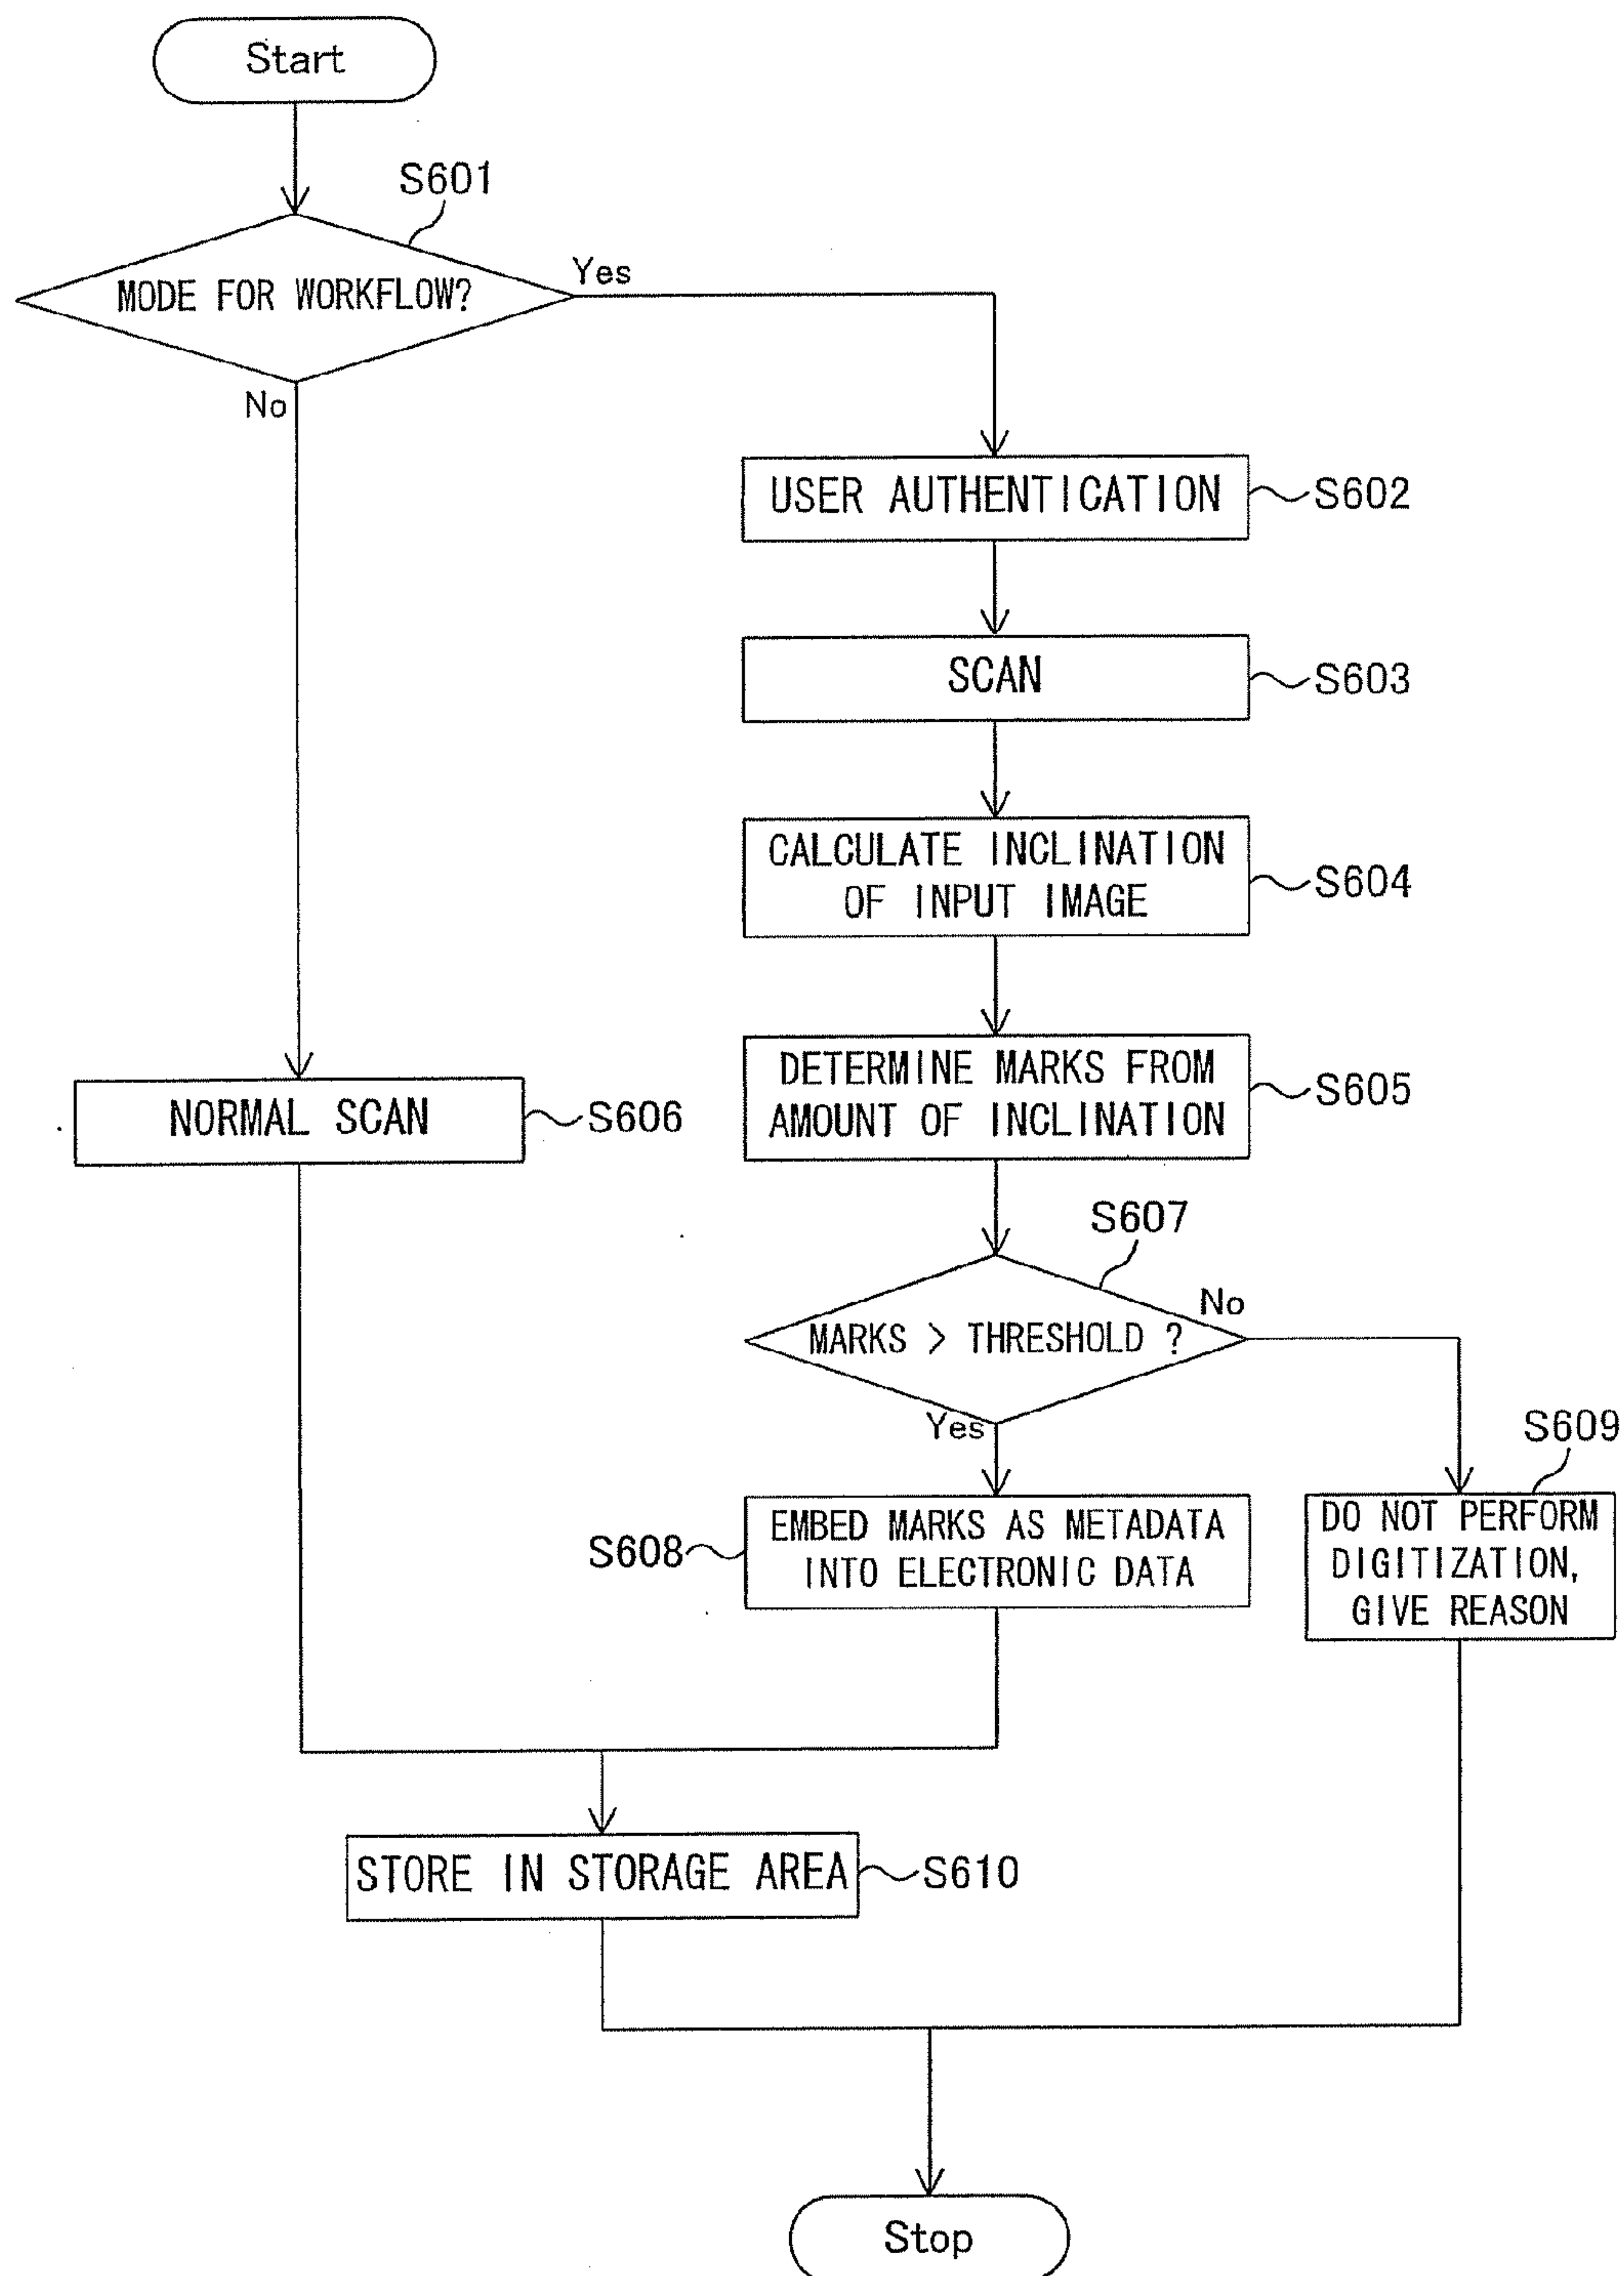 Start
S601
MODE FOR WORKFLOW?
Yes
No
USER AUTHENTICATION
S602
SCAN
S603
CALCULATE INCLINATION
OF INPUT IMAGE
S604
DETERMINE MARKS FROM
AMOUNT OF INCLINATION
S605
NORMAL SCAN
S606
S607
MARKS > THRESHOLD ?
No
Yes
S608
EMBED MARKS AS METADATA
INTO ELECTRONIC DATA
S609
DO NOT PERFORM
DIGITIZATION,
GIVE REASON
STORE IN STORAGE AREA
S610
Stop